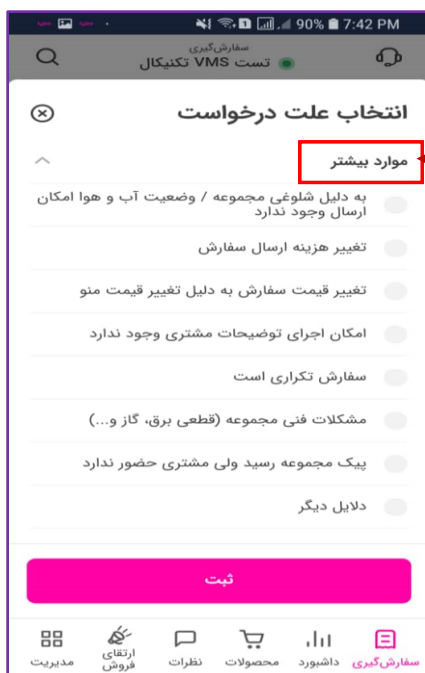 90% 7:42 PM
سفارش‌گیری
تست VMS تکنیکال
انتخاب علت درخواست
موارد بیشتر
به دلیل شلوغی مجموعه / وضعیت آب و هوا امکان
ارسال وجود ندارد
تغییر هزینه ارسال سفارش
تغییر قیمت سفارش به دلیل تغییر قیمت منو
امکان اجرای توضیحات مشتری وجود ندارد
سفارش تکراری است
مشکلات فنی مجموعه (قطعی برق، گاز و...)
پیک مجموعه رسید ولی مشتری حضور ندارد
دلایل دیگر
ثبت
سفارش‌گیری
داشبورد
محصولات
نظرات
ارتقای
فروش
مدیریت